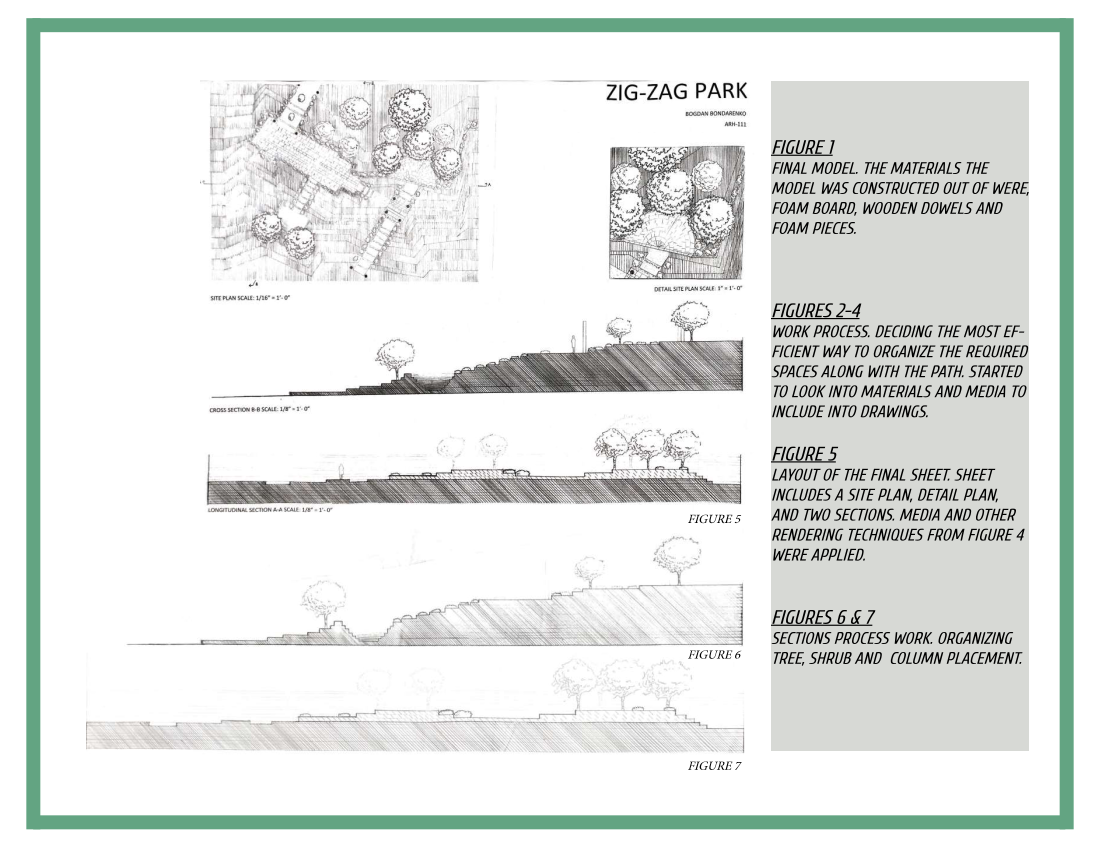 ZIG-ZAG PARK
BOGDAN BONDARENKO
ARH-111
SITE PLAN SCALE: 1/16" = 1'- 0"
DETAIL SITE PLAN SCALE: 1" = 1'- 0"
CROSS SECTION B-B SCALE: 1/8" = 1'- 0"
LONGITUDINAL SECTION A-A SCALE: 1/8" = 1'- 0"
FIGURE 5
FIGURE 6
FIGURE 7
FIGURE 1
FINAL MODEL. THE MATERIALS THE
MODEL WAS CONSTRUCTED OUT OF WERE,
FOAM BOARD, WOODEN DOWELS AND
FOAM PIECES.
FIGURES 2-4
WORK PROCESS. DECIDING THE MOST EF-
FICIENT WAY TO ORGANIZE THE REQUIRED
SPACES ALONG WITH THE PATH. STARTED
TO LOOK INTO MATERIALS AND MEDIA TO
INCLUDE INTO DRAWINGS.
FIGURE 5
LAYOUT OF THE FINAL SHEET. SHEET
INCLUDES A SITE PLAN, DETAIL PLAN,
AND TWO SECTIONS. MEDIA AND OTHER
RENDERING TECHNIQUES FROM FIGURE 4
WERE APPLIED.
FIGURES 6 & 7
SECTIONS PROCESS WORK. ORGANIZING
TREE, SHRUB AND  COLUMN PLACEMENT.